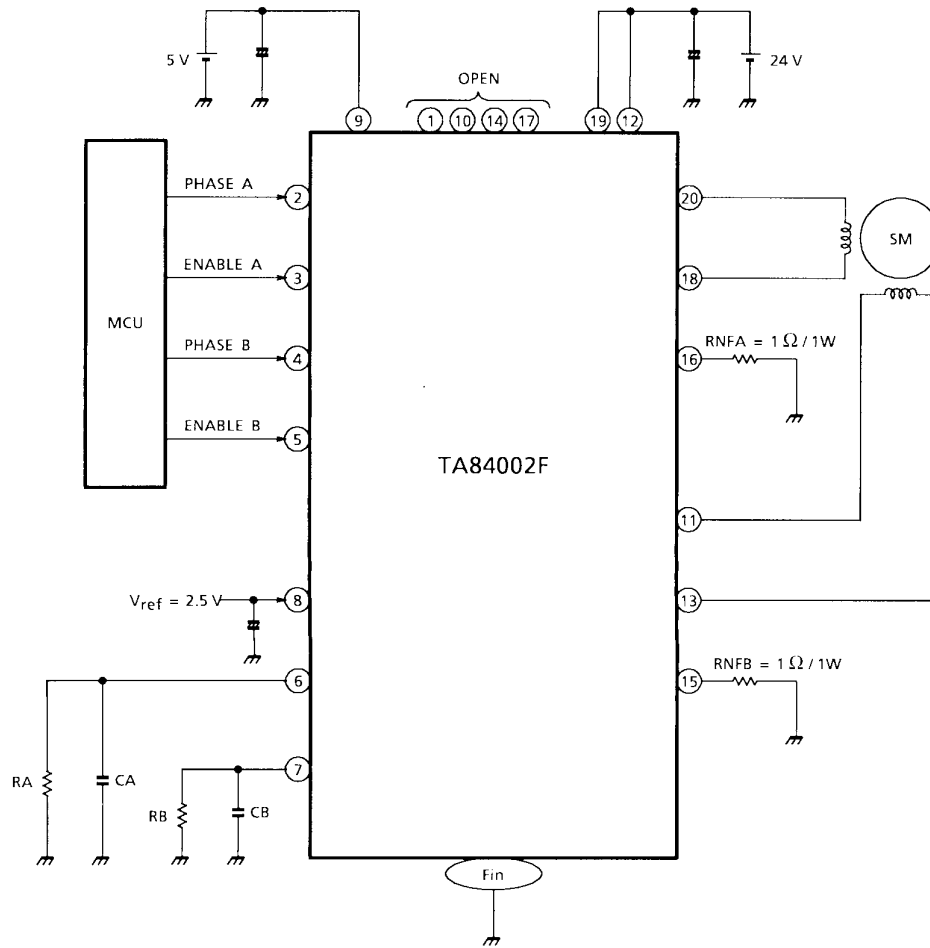 5 V
24 V
OPEN
9
1
10
14
17
19
12
MCU
PHASE A
2
ENABLE A
3
PHASE B
4
ENABLE B
5
Vref = 2.5 V
8
6
7
RA
CA
RB
CB
TA84002F
20
18
SM
RNFA = 1 Ω / 1W
16
11
13
RNFB = 1 Ω / 1W
15
Fin